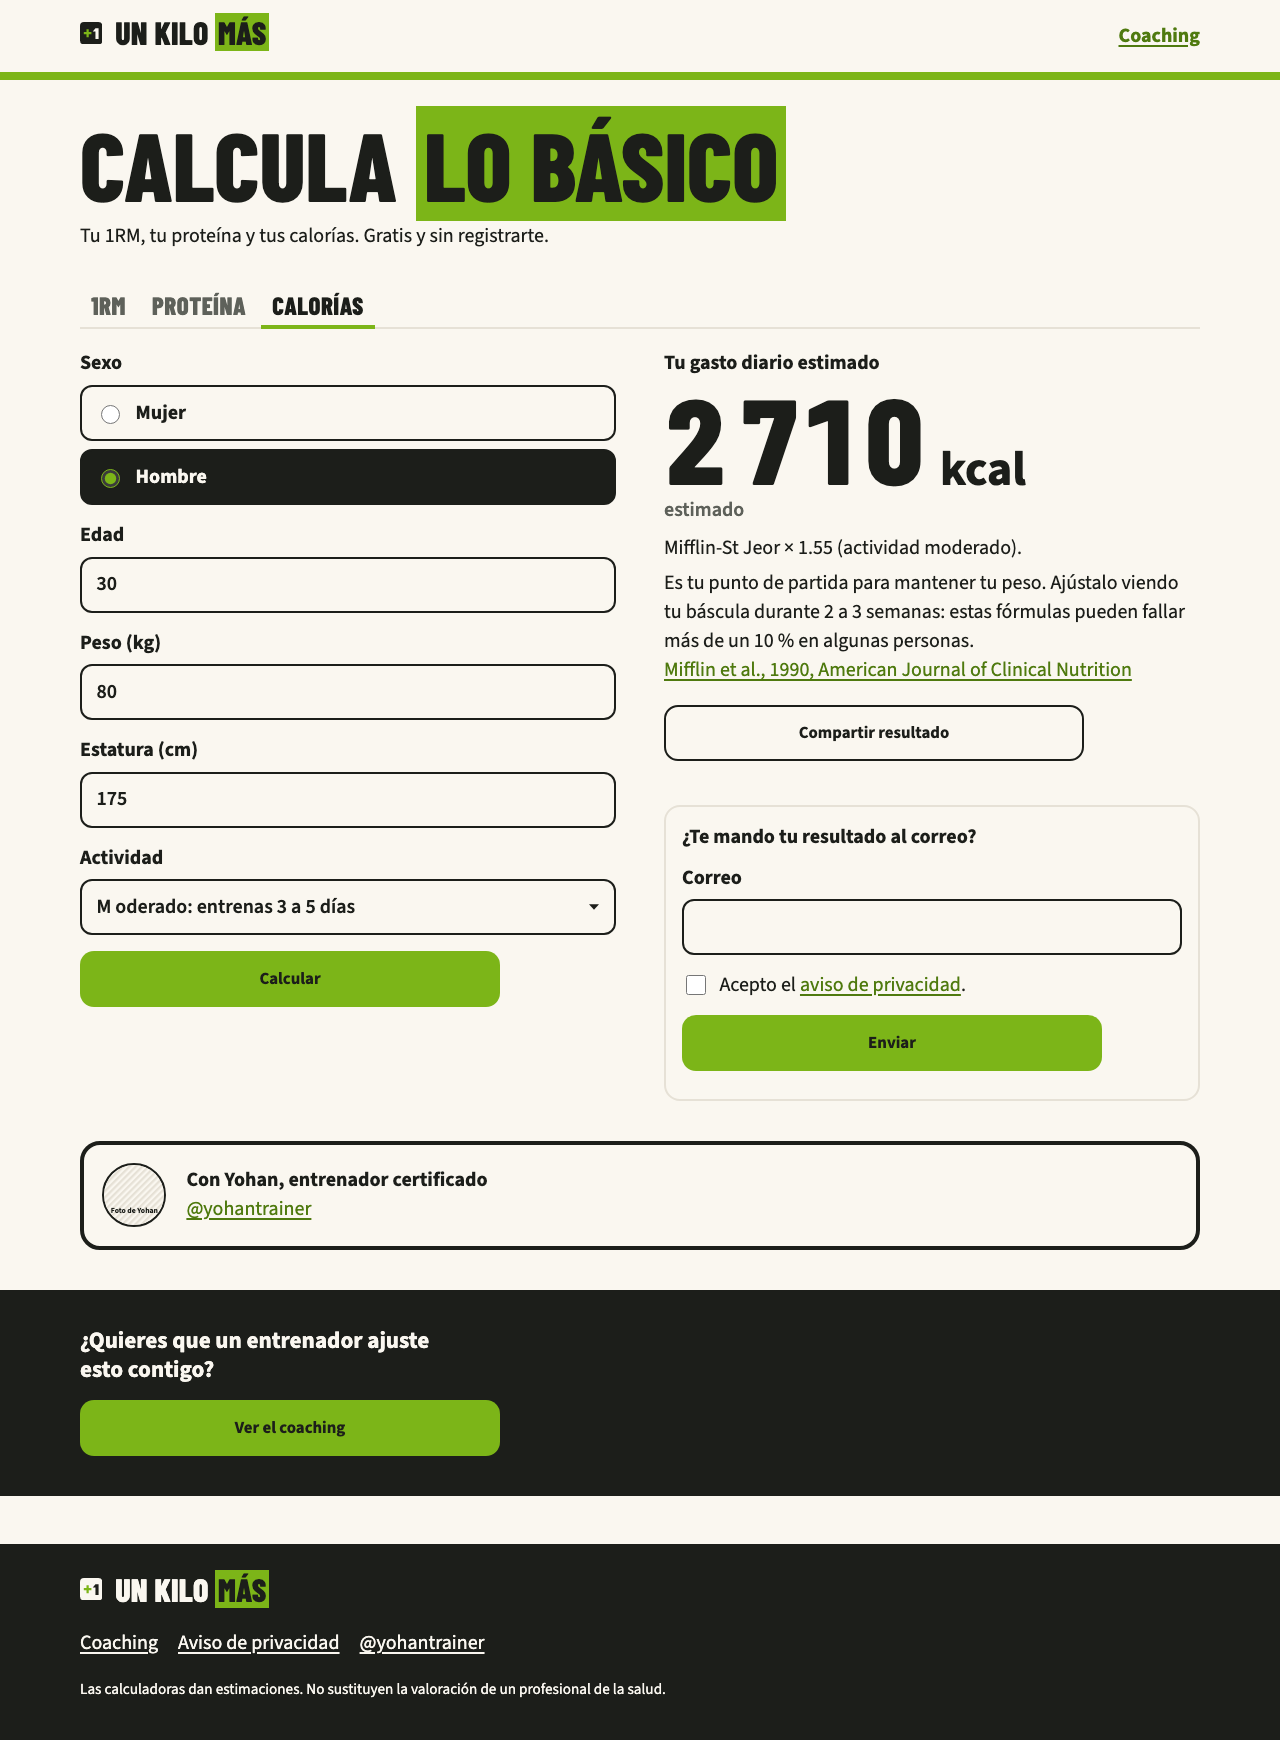 +1 UN KILO MÁS
Coaching
CALCULA LO BÁSICO
Tu 1RM, tu proteína y tus calorías. Gratis y sin registrarte.
1RM PROTEÍNA CALORÍAS
Sexo
Mujer
Hombre
Edad
30
Peso (kg)
80
Estatura (cm)
175
Actividad
M oderado: entrenas 3 a 5 días
Calcular
Tu gasto diario estimado
2 710 kcal
estimado
Mifflin-St Jeor × 1.55 (actividad moderado).
Es tu punto de partida para mantener tu peso. Ajústalo viendo
tu báscula durante 2 a 3 semanas: estas fórmulas pueden fallar
más de un 10 % en algunas personas.
Mifflin et al., 1990, American Journal of Clinical Nutrition
Compartir resultado
¿Te mando tu resultado al correo?
Correo
Acepto el aviso de privacidad.
Enviar
Foto de Yohan
Con Yohan, entrenador certificado
@yohantrainer
¿Quieres que un entrenador ajuste
esto contigo?
Ver el coaching
+1 UN KILO MÁS
Coaching Aviso de privacidad @yohantrainer
Las calculadoras dan estimaciones. No sustituyen la valoración de un profesional de la salud.